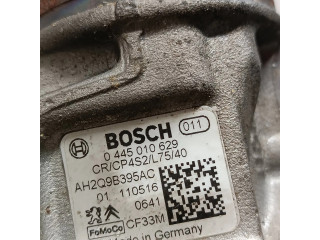 BOSCH 011
0 445 010 629
CR/CP4S2/L75/40
AH2Q9B395AC
01 110516
0641
FoMoCo CF33M
Made in Germany